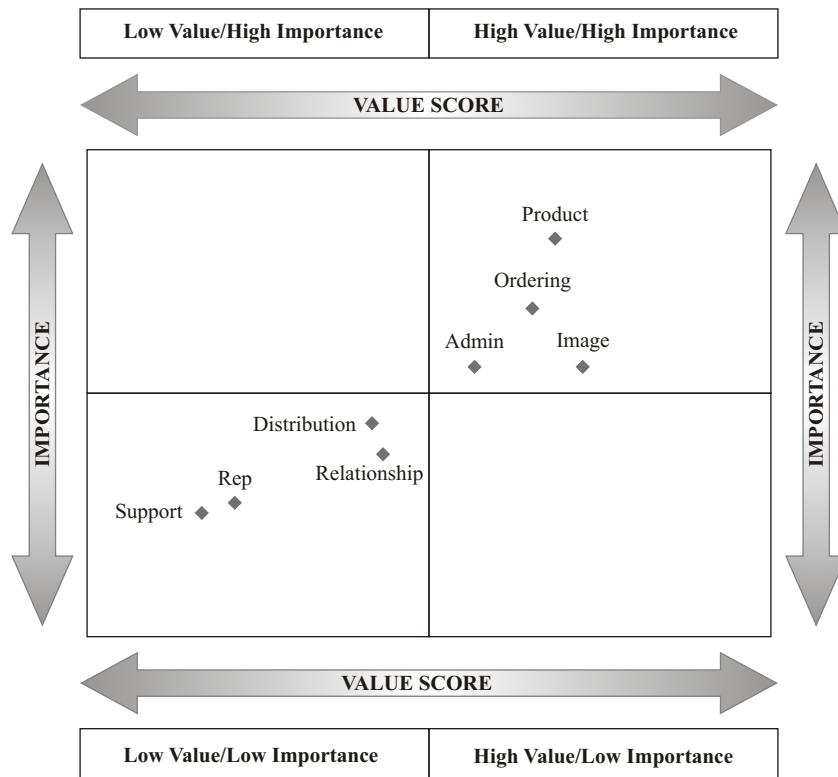 Low Value/High Importance
High Value/High Importance
VALUE SCORE
IMPORTANCE
IMPORTANCE
Product
Ordering
Admin
Image
Distribution
Relationship
Rep
Support
VALUE SCORE
Low Value/Low Importance
High Value/Low Importance